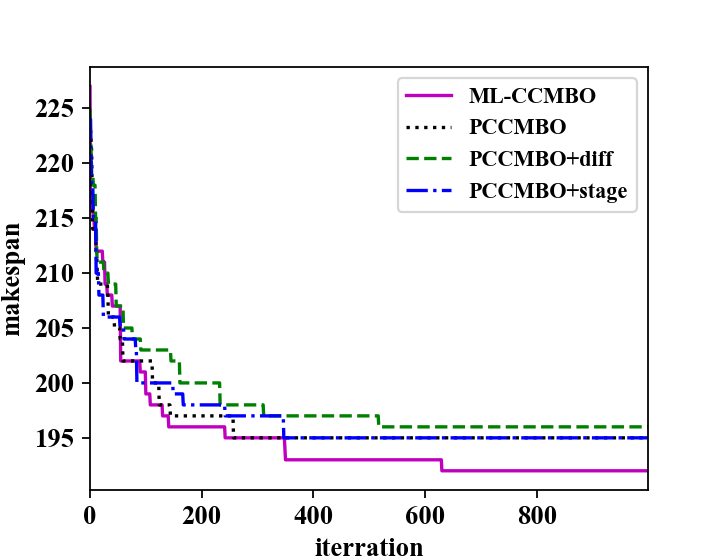 ML-CCMBO
PCCMBO
PCCMBO+diff
PCCMBO+stage
225
220
215
210
205
200
195
makespan
0 200 400 600 800
iterration